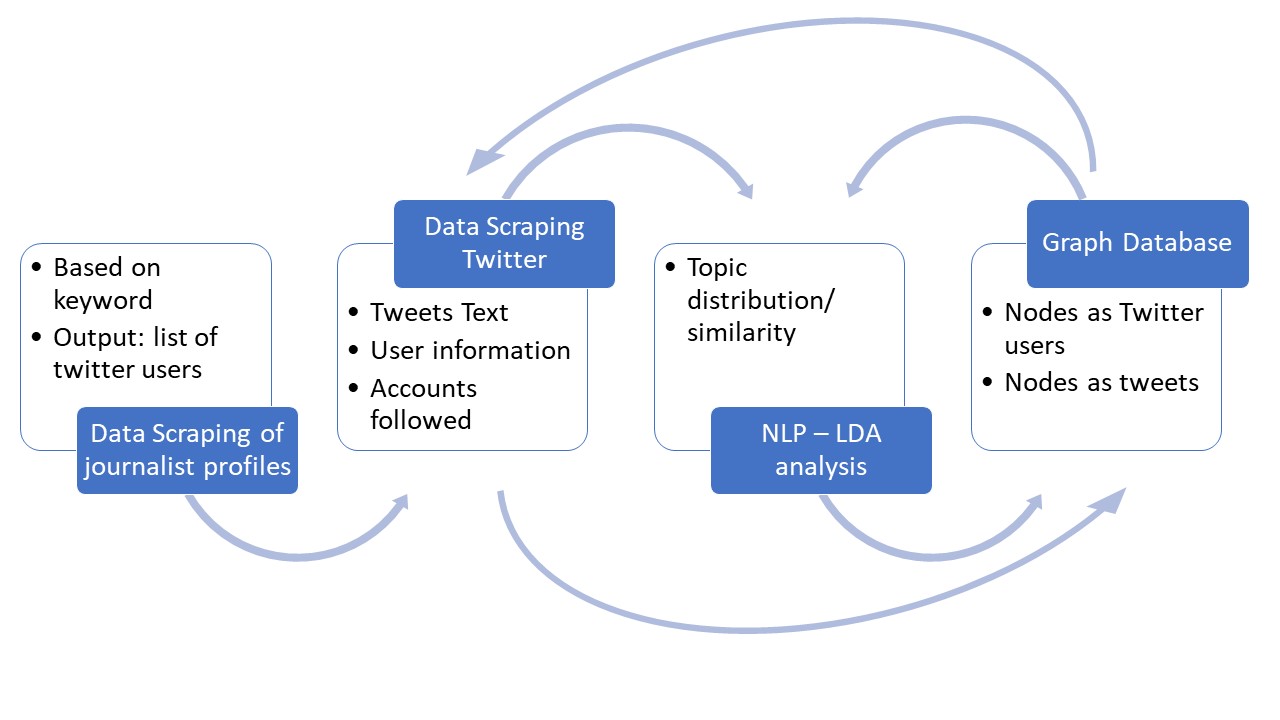 • Based on
keyword
• Output: list of
twitter users
Data Scraping of
journalist profiles
Data Scraping
Twitter
• Tweets Text
• User information
• Accounts
followed
• Topic
distribution/
similarity
NLP – LDA
analysis
Graph Database
• Nodes as Twitter
users
• Nodes as tweets